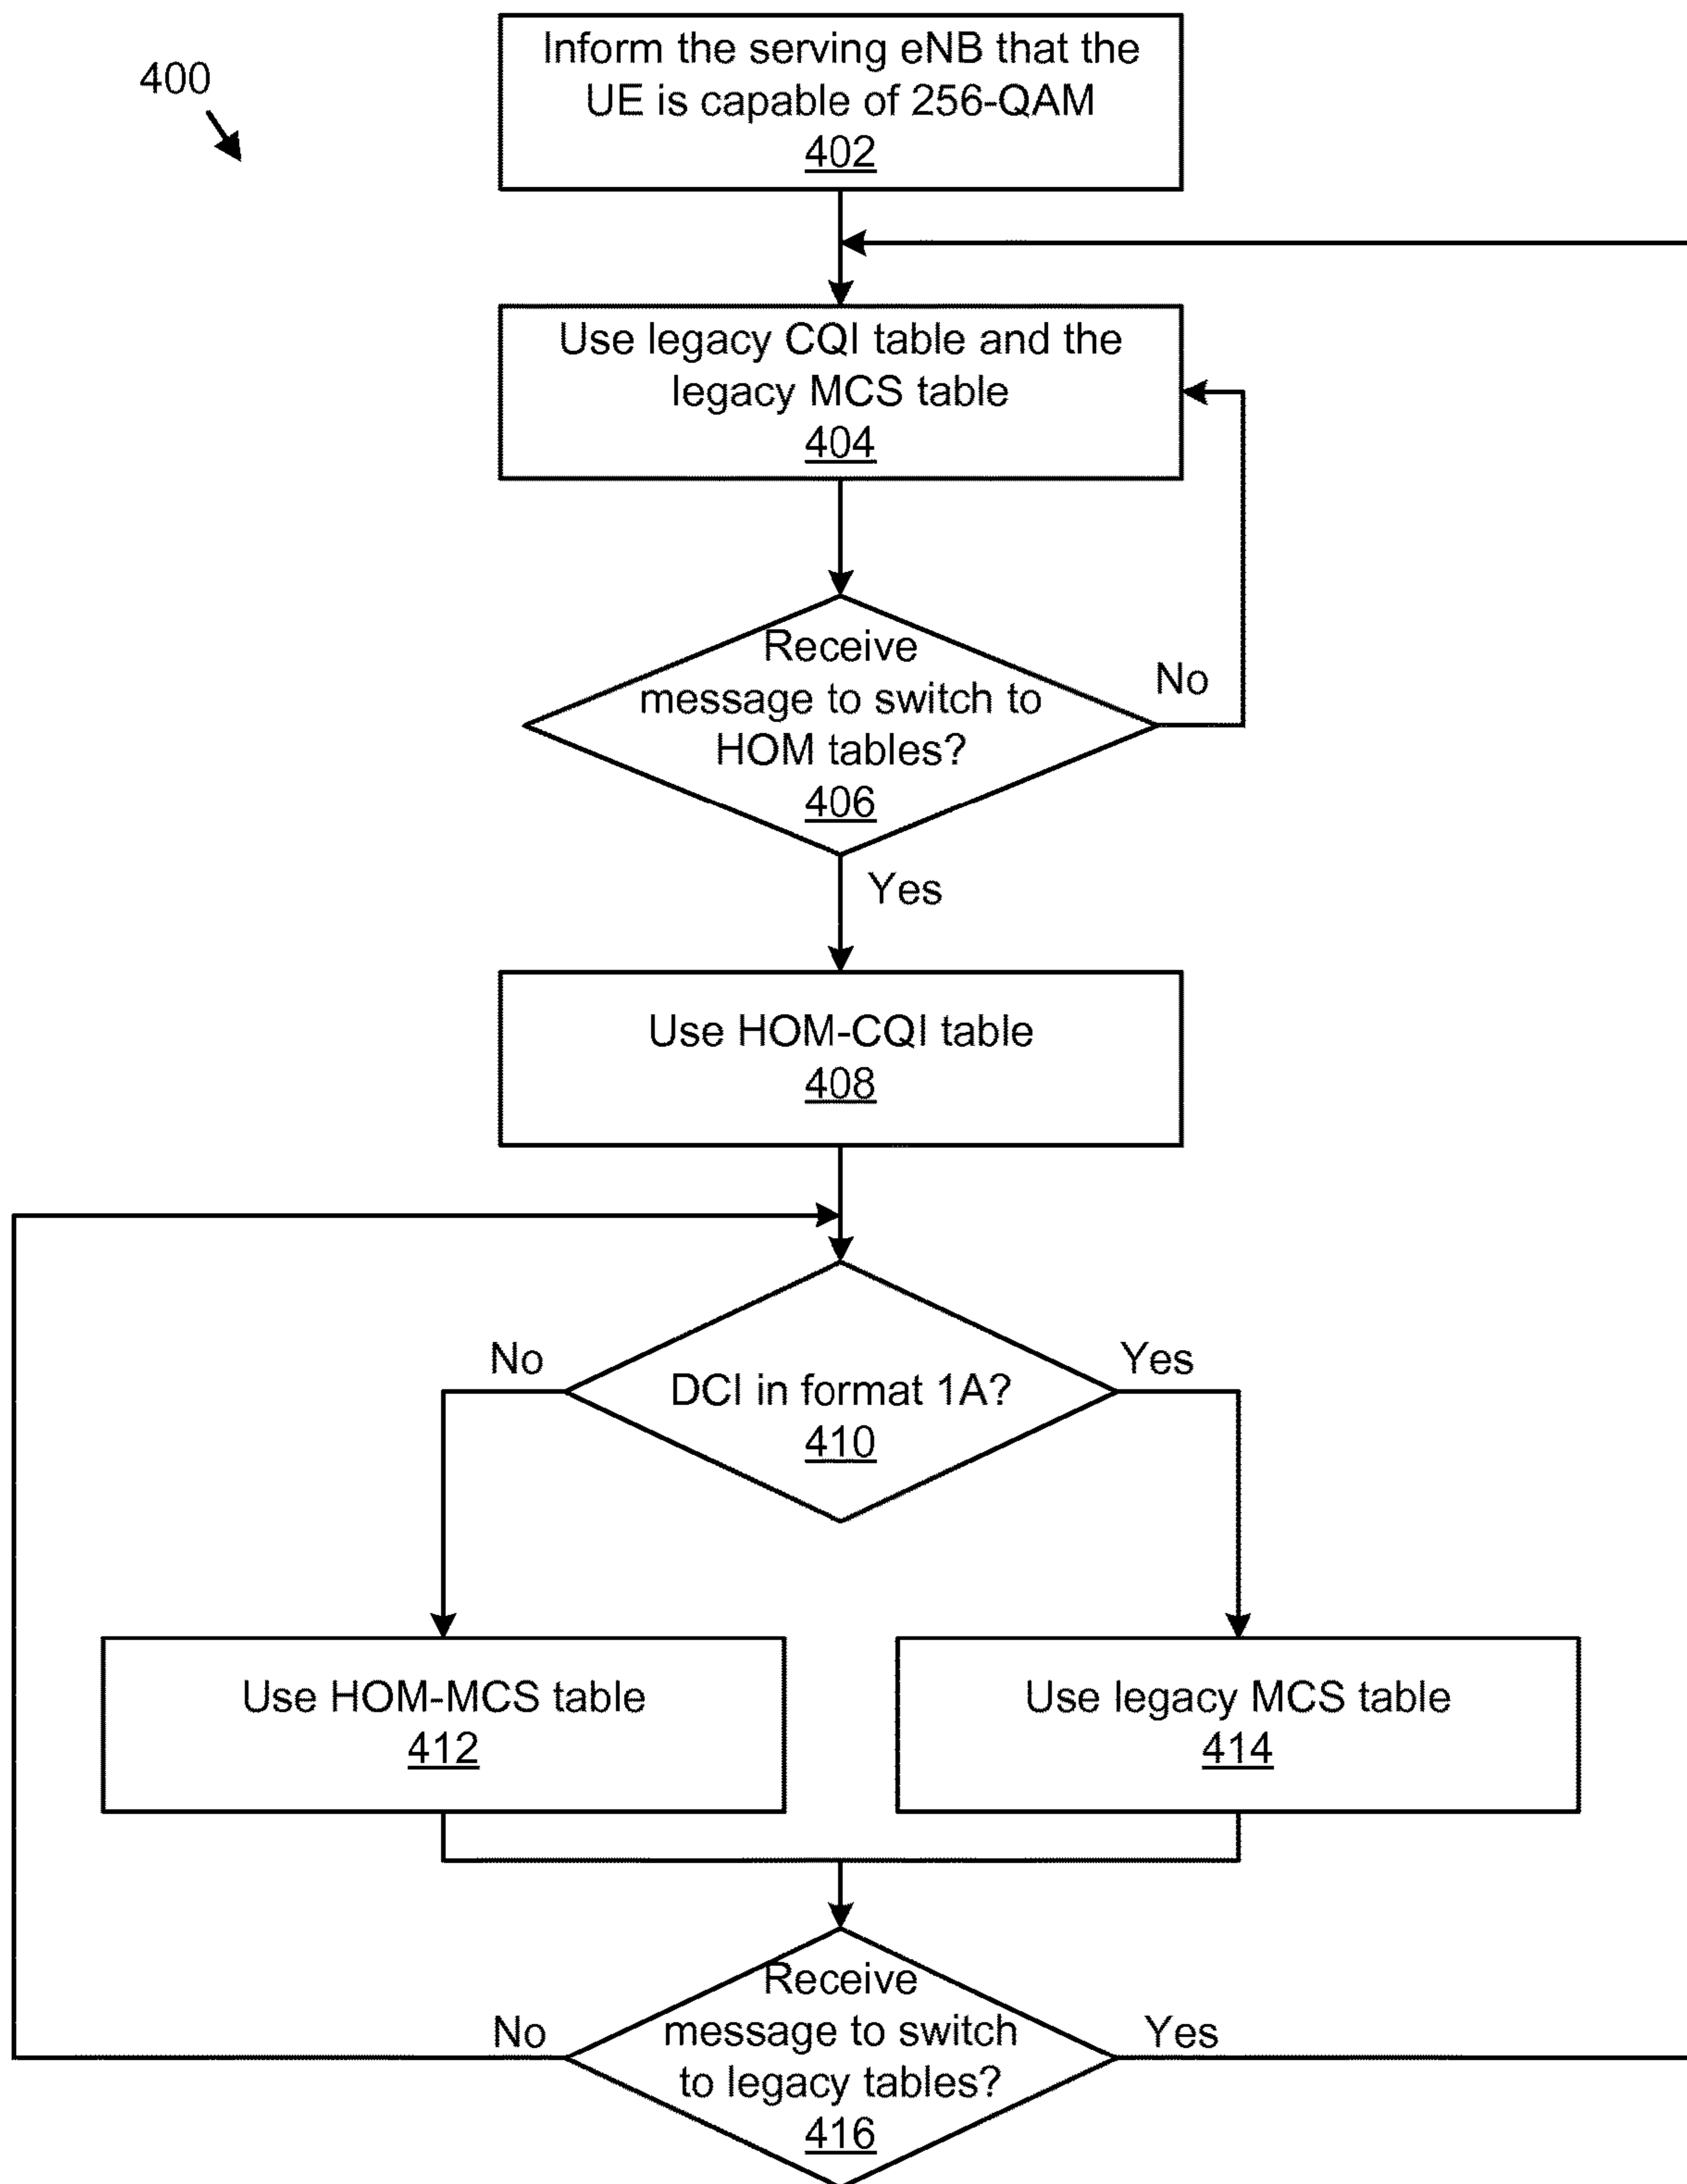 400
Inform the serving eNB that the
UE is capable of 256-QAM
402
Use legacy CQI table and the
legacy MCS table
404
Receive
message to switch to
HOM tables?
406
No
Yes
Use HOM-CQI table
408
No
Yes
DCI in format 1A?
410
Use HOM-MCS table
412
Use legacy MCS table
414
Receive
message to switch
to legacy tables?
416
No
Yes